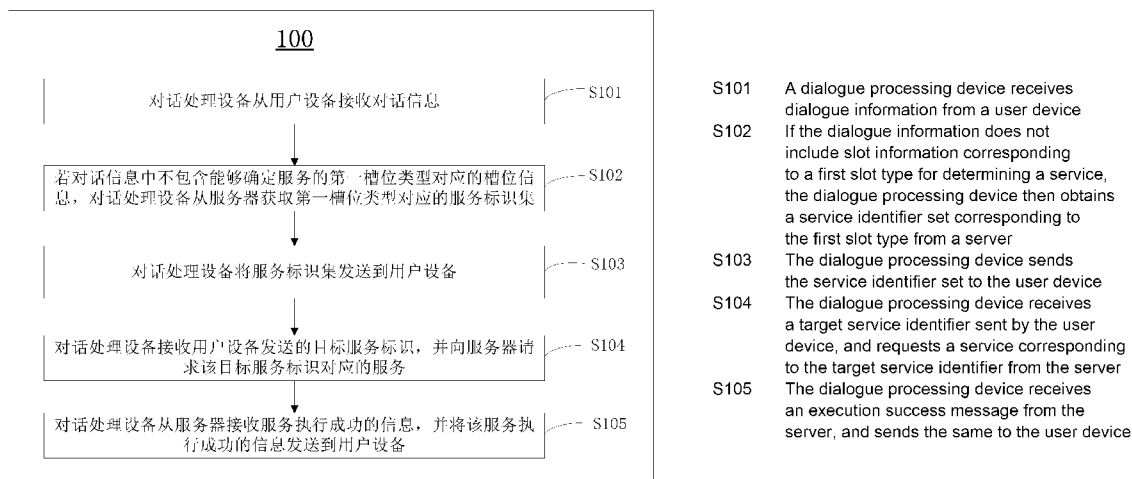 100
对话处理设备从用户设备接收对话信息
S101
若对话信息中不包含能够确定服务的第一槽位类型对应的槽位信
息，对话处理设备从服务器获取第一槽位类型对应的服务标识集
S102
对话处理设备将服务标识集发送到用户设备
S103
对话处理设备接收用户设备发送的目标服务标识，并向服务器请
求该目标服务标识对应的服务
S104
对话处理设备从服务器接收服务执行成功的信息，并将该服务执
行成功的信息发送到用户设备
S105
S101 A dialogue processing device receives
dialogue information from a user device
S102 If the dialogue information does not
include slot information corresponding
to a first slot type for determining a service,
the dialogue processing device then obtains
a service identifier set corresponding to
the first slot type from a server
S103 The dialogue processing device sends
the service identifier set to the user device
S104 The dialogue processing device receives
a target service identifier sent by the user
device, and requests a service corresponding
to the target service identifier from the server
S105 The dialogue processing device receives
an execution success message from the
server, and sends the same to the user device